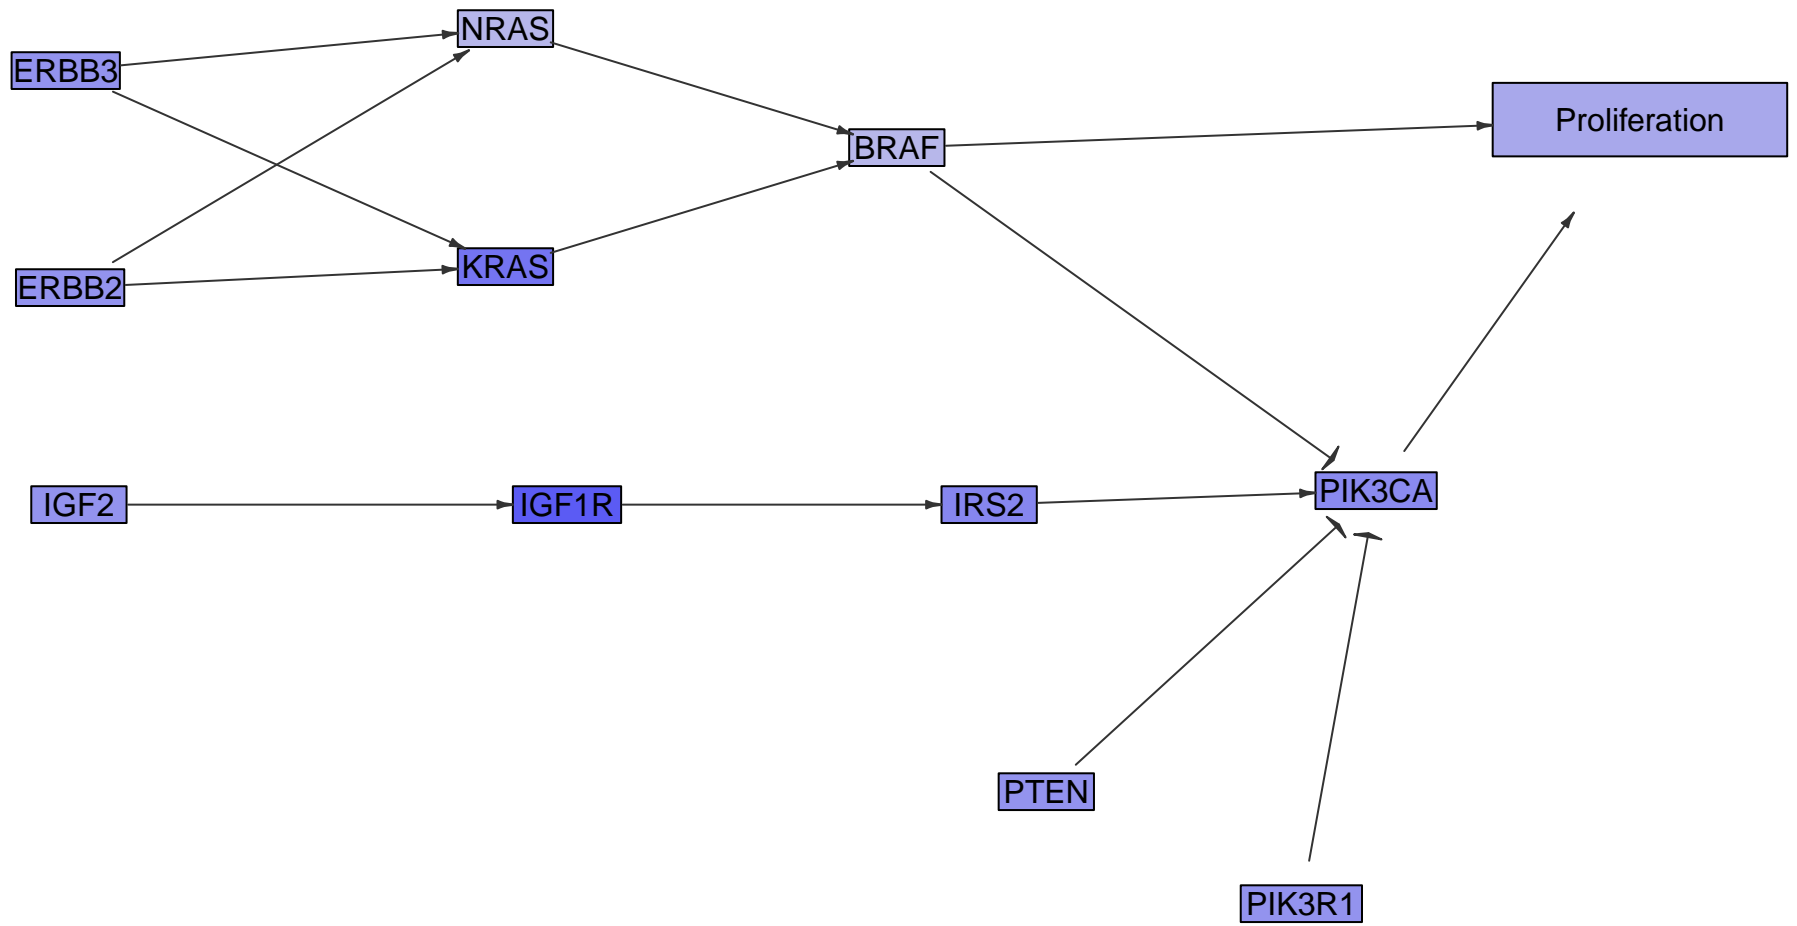 NRAS
ERBB3
Proliferation
BRAF
KRAS
ERBB2
IGF2
IGF1R
IRS2
PIK3CA
PTEN
PIK3R1